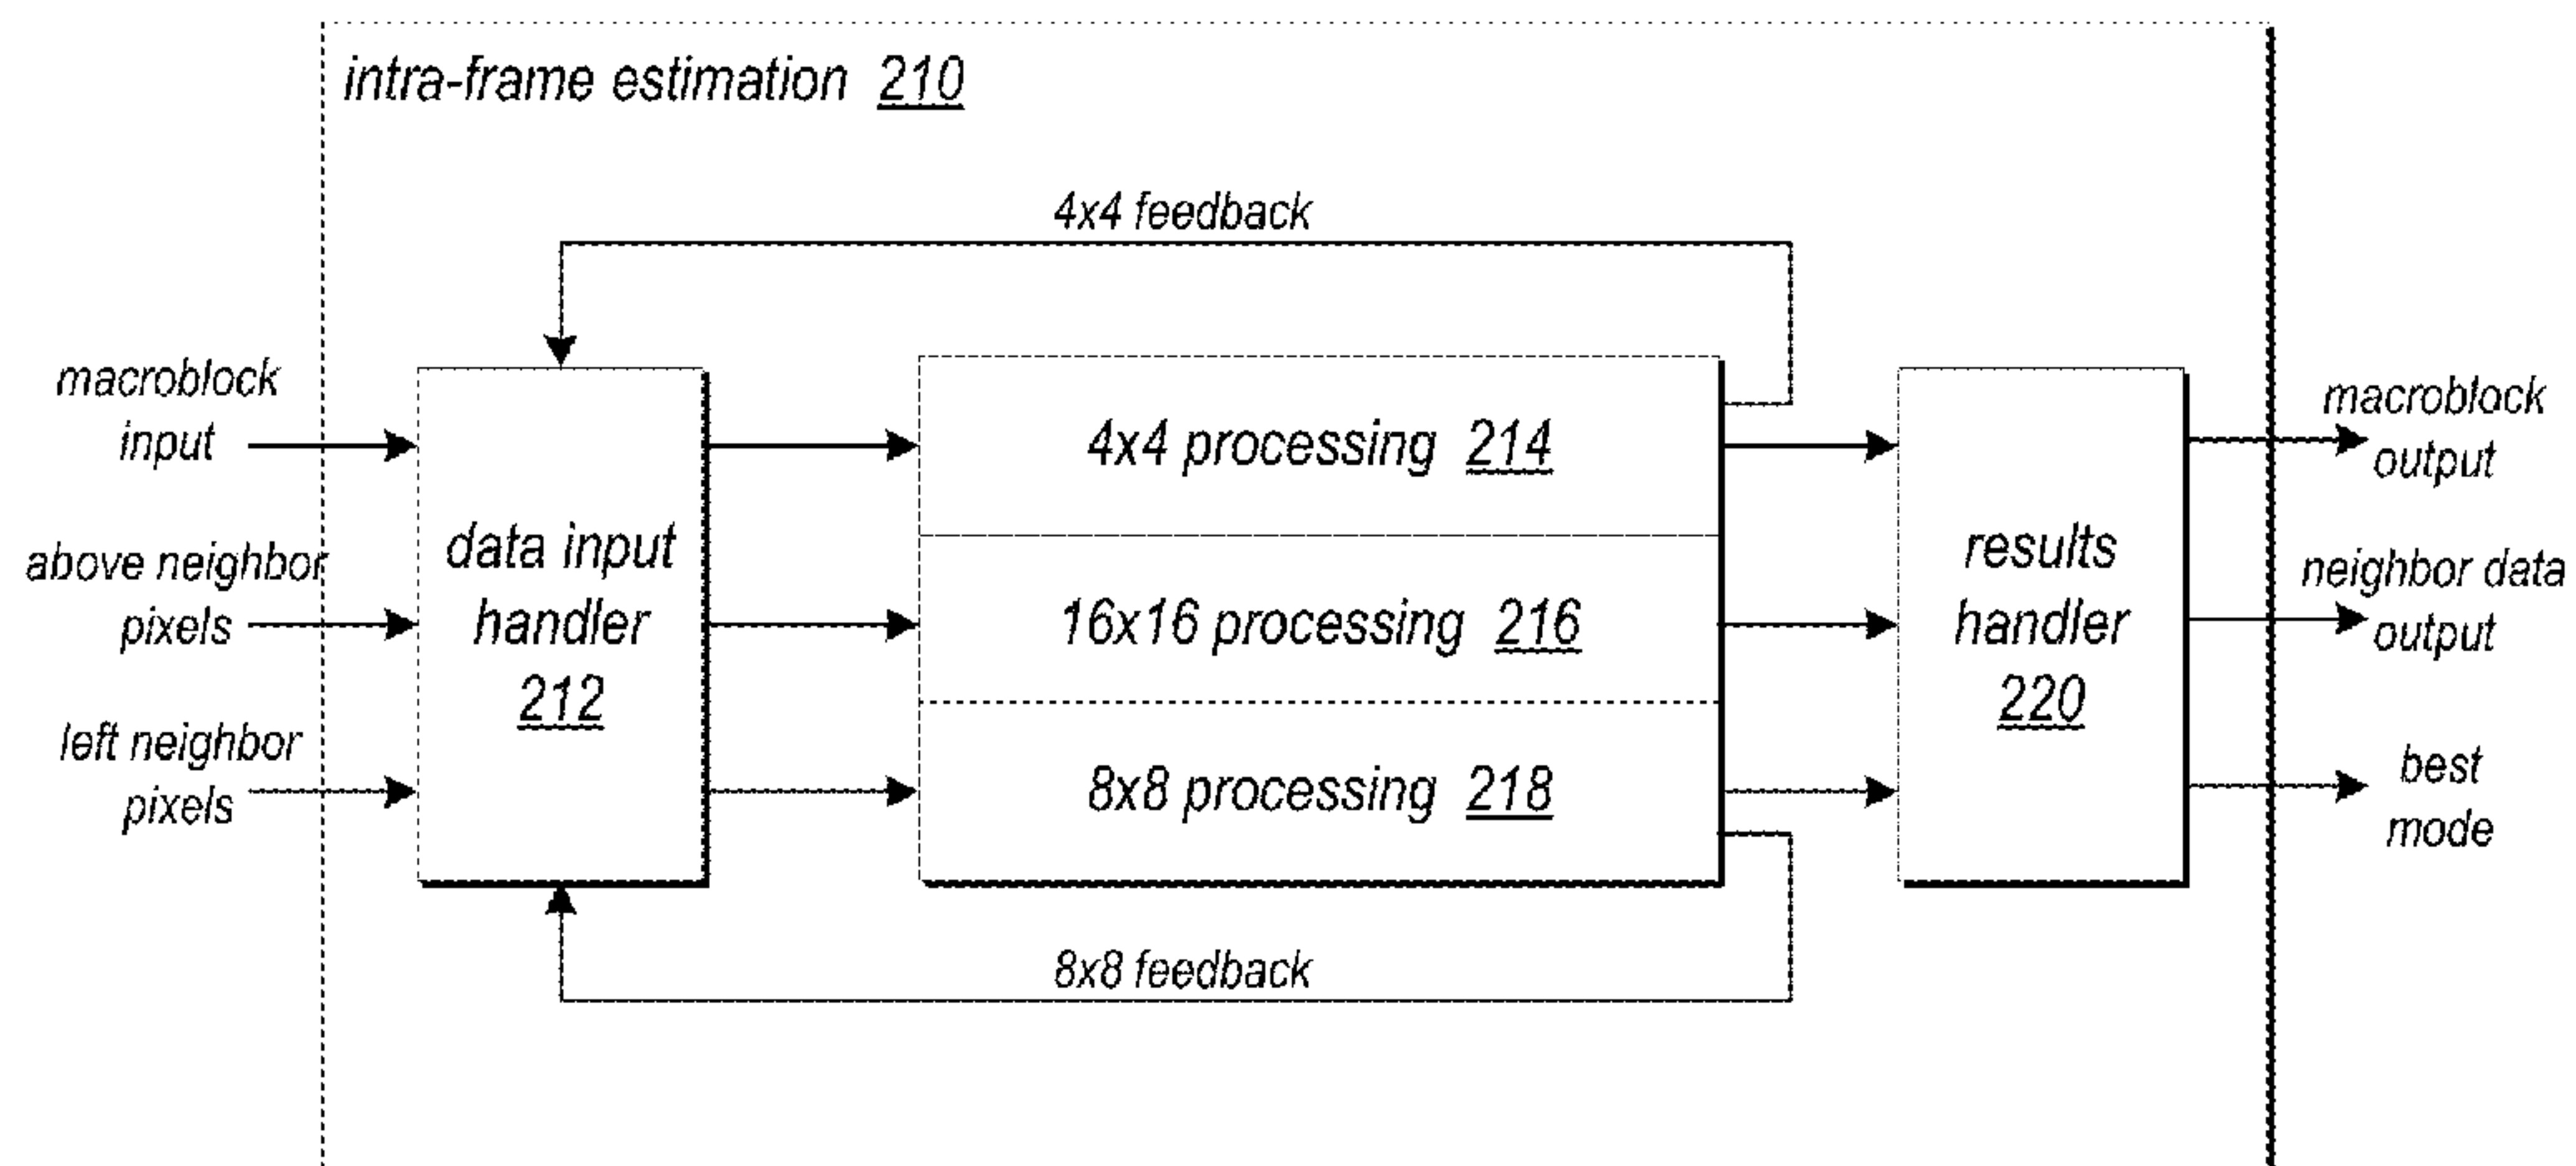 intra-frame estimation 210
4x4 feedback
macroblock
input
above neighbor
pixels
left neighbor
pixels
data input
handler
212
4x4 processing 214
16x16 processing 216
8x8 processing 218
results
handler
220
macroblock
output
neighbor data
output
best
mode
8x8 feedback